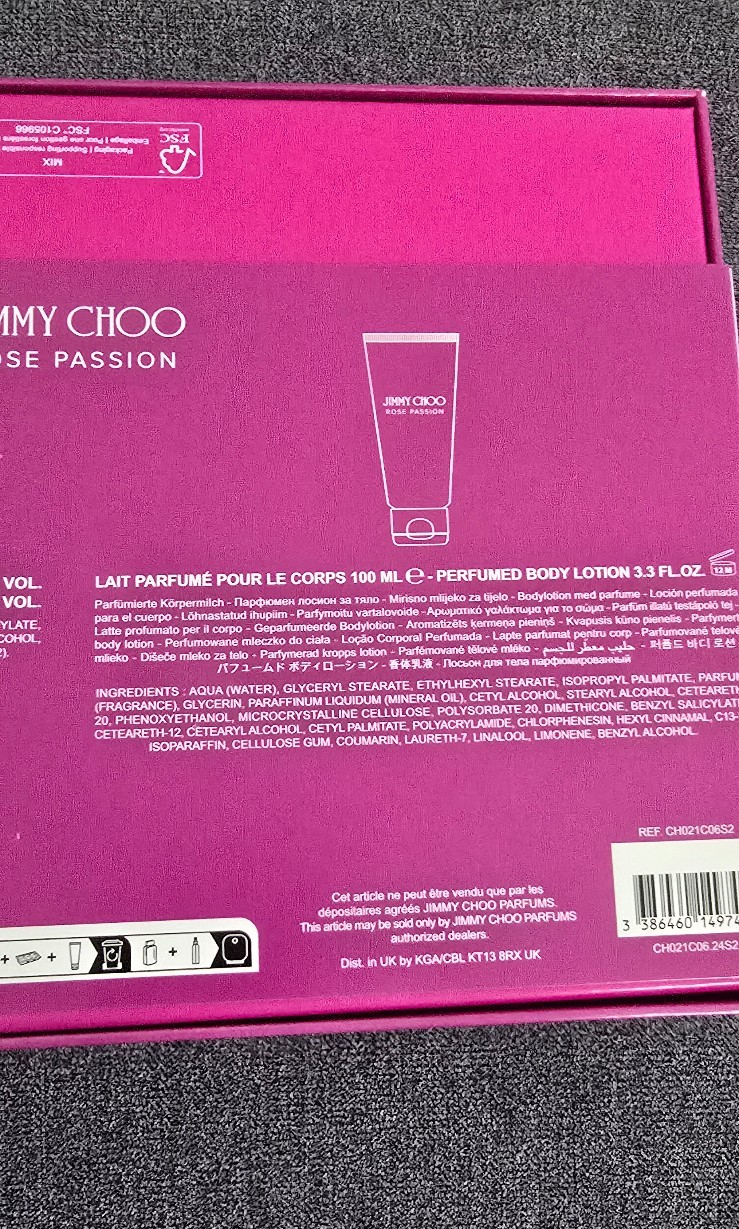 FSC
www.fsc.org
MIX
Packaging | Supporting responsible
Emballage | Pour une gestion forestière
FSC™ C105966
MMY CHOO
OSE PASSION
JIMMY CHOO
ROSE PASSION
VOL.
VOL.
YLATE,
COHOL,
LAIT PARFUMÉ POUR LE CORPS 100 ML ℮ - PERFUMED BODY LOTION 3.3 FL.OZ.
12 M
Parfümierte Körpermilch - Парфюмен лосион за тяло - Mirisno mlijeko za tijelo - Bodylotion med parfume - Loción perfumada
para el cuerpo - Lõhnastatud ihupiim - Parfymoitu vartalovoide - Αρωματικό γαλάκτωμα για το σώμα - Parfüm illatú testápoló tej -
Latte profumato per il corpo - Geparfumeerde Bodylotion - Aromatizēts ķermeņa pieniņš - Kvapusis kūno pienelis - Parfymert
body lotion - Perfumowane mleczko do ciała - Loção Corporal Perfumada - Lapte parfumat pentru corp - Parfumované telové
mlieko - Dišeče mleko za telo - Parfymerad kropps lotion - Parfémované tělové mléko - حليب معطر للجسم - 퍼퓸드 바디 로션
パフュームド ボディローション - 香体乳液 - Лосьон для тела парфюмированный
INGREDIENTS : AQUA (WATER), GLYCERYL STEARATE, ETHYLHEXYL STEARATE, ISOPROPYL PALMITATE, PARFUM
(FRAGRANCE), GLYCERIN, PARAFFINUM LIQUIDUM (MINERAL OIL), CETYL ALCOHOL, STEARYL ALCOHOL, CETEARETH
20, PHENOXYETHANOL, MICROCRYSTALLINE CELLULOSE, POLYSORBATE 20, DIMETHICONE, BENZYL SALICYLATE
CETEARETH-12, CETEARYL ALCOHOL, CETYL PALMITATE, POLYACRYLAMIDE, CHLORPHENESIN, HEXYL CINNAMAL, C13-
ISOPARAFFIN, CELLULOSE GUM, COUMARIN, LAURETH-7, LINALOOL, LIMONENE, BENZYL ALCOHOL.
REF. CH021C06S2
Cet article ne peut être vendu que par les
dépositaires agréés JIMMY CHOO PARFUMS.
This article may be sold only by JIMMY CHOO PARFUMS
authorized dealers.
Dist. in UK by KGA/CBL KT13 8RX UK
3 386460 14974
CH021C06.24S2